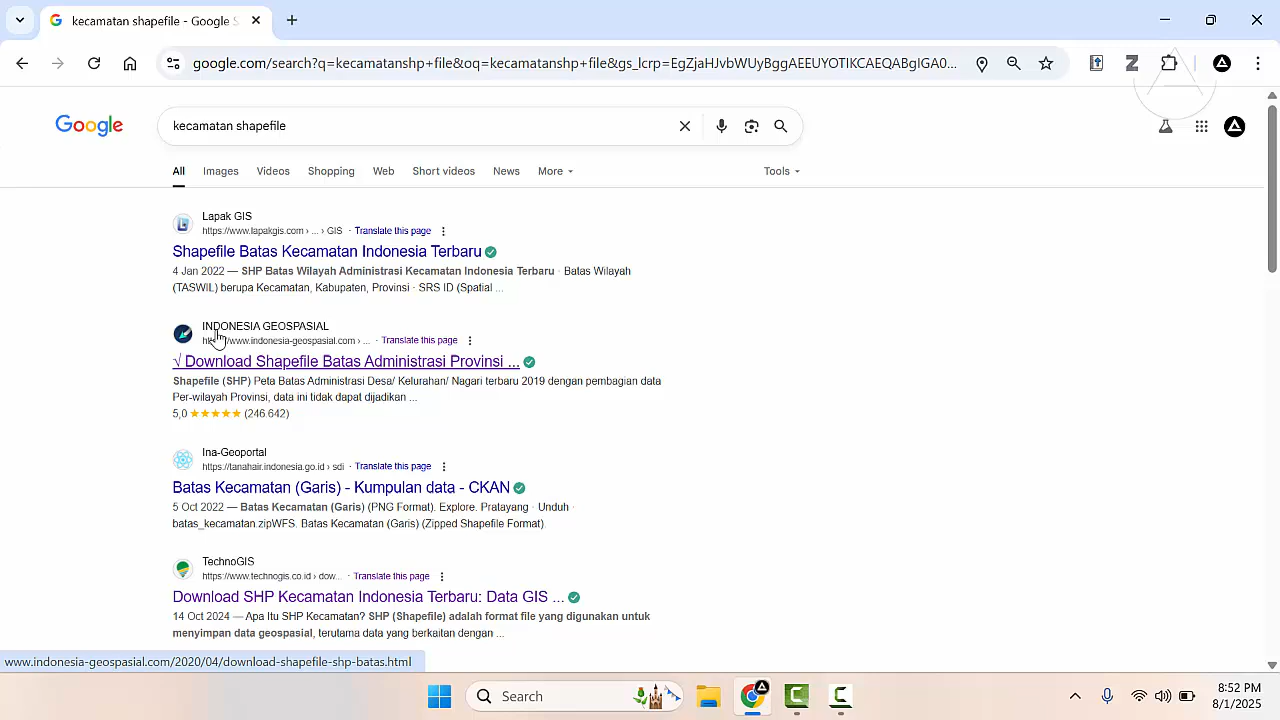 kecamatan shapefile - Google S
google.com/search?q=kecamatanshp+file&oq=kecamatanshp+file&gs_lcrp=EgZjaHJvbWUyBggAEEUYOTIKCAEQABgIGA0...
Google
kecamatan shapefile
All Images Videos Shopping Web Short videos News More Tools
Lapak GIS
https://www.lapakgis.com › ... › GIS · Translate this page
Shapefile Batas Kecamatan Indonesia Terbaru
4 Jan 2022 — SHP Batas Wilayah Administrasi Kecamatan Indonesia Terbaru · Batas Wilayah
(TASWIL) berupa Kecamatan, Kabupaten, Provinsi · SRS ID (Spatial ...
INDONESIA GEOSPASIAL
https://www.indonesia-geospasial.com › ... · Translate this page
√ Download Shapefile Batas Administrasi Provinsi ...
Shapefile (SHP) Peta Batas Administrasi Desa/ Kelurahan/ Nagari terbaru 2019 dengan pembagian data
Per-wilayah Provinsi, data ini tidak dapat dijadikan ...
5,0 ★★★★★ (246.642)
Ina-Geoportal
https://tanahair.indonesia.go.id › sdi · Translate this page
Batas Kecamatan (Garis) - Kumpulan data - CKAN
5 Oct 2022 — Batas Kecamatan (Garis) (PNG Format). Explore. Pratayang · Unduh ·
batas_kecamatan.zipWFS. Batas Kecamatan (Garis) (Zipped Shapefile Format).
TechnoGIS
https://www.technogis.co.id › dow... · Translate this page
Download SHP Kecamatan Indonesia Terbaru: Data GIS ...
14 Oct 2024 — Apa Itu SHP Kecamatan? SHP (Shapefile) adalah format file yang digunakan untuk
menyimpan data geospasial, terutama data yang berkaitan dengan ...
www.indonesia-geospasial.com/2020/04/download-shapefile-shp-batas.html
Search
8:52 PM
8/1/2025